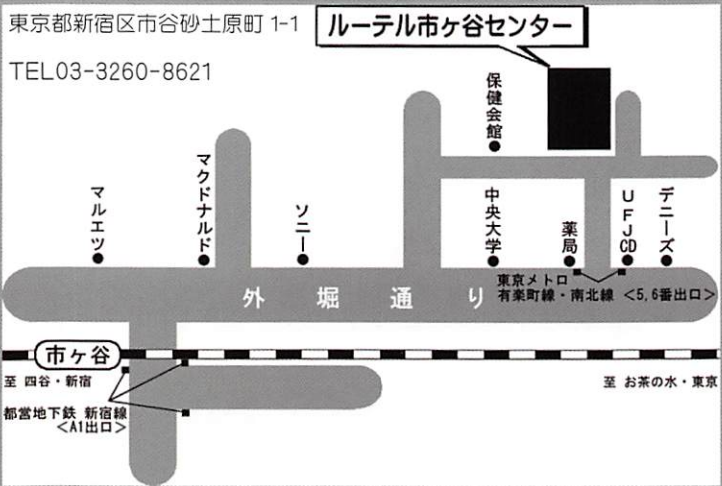 東京都新宿区市谷砂土原町 1-1
ルーテル市ヶ谷センター
TEL03-3260-8621
保健会館
マルエツ
マクドナルド
ソニー
中央大学
薬局
UFJCD
デニーズ
東京メトロ
有楽町線・南北線 <5,6番出口>
外堀通り
市ヶ谷
至 四谷・新宿
至 お茶の水・東京
都営地下鉄 新宿線
<A1出口>